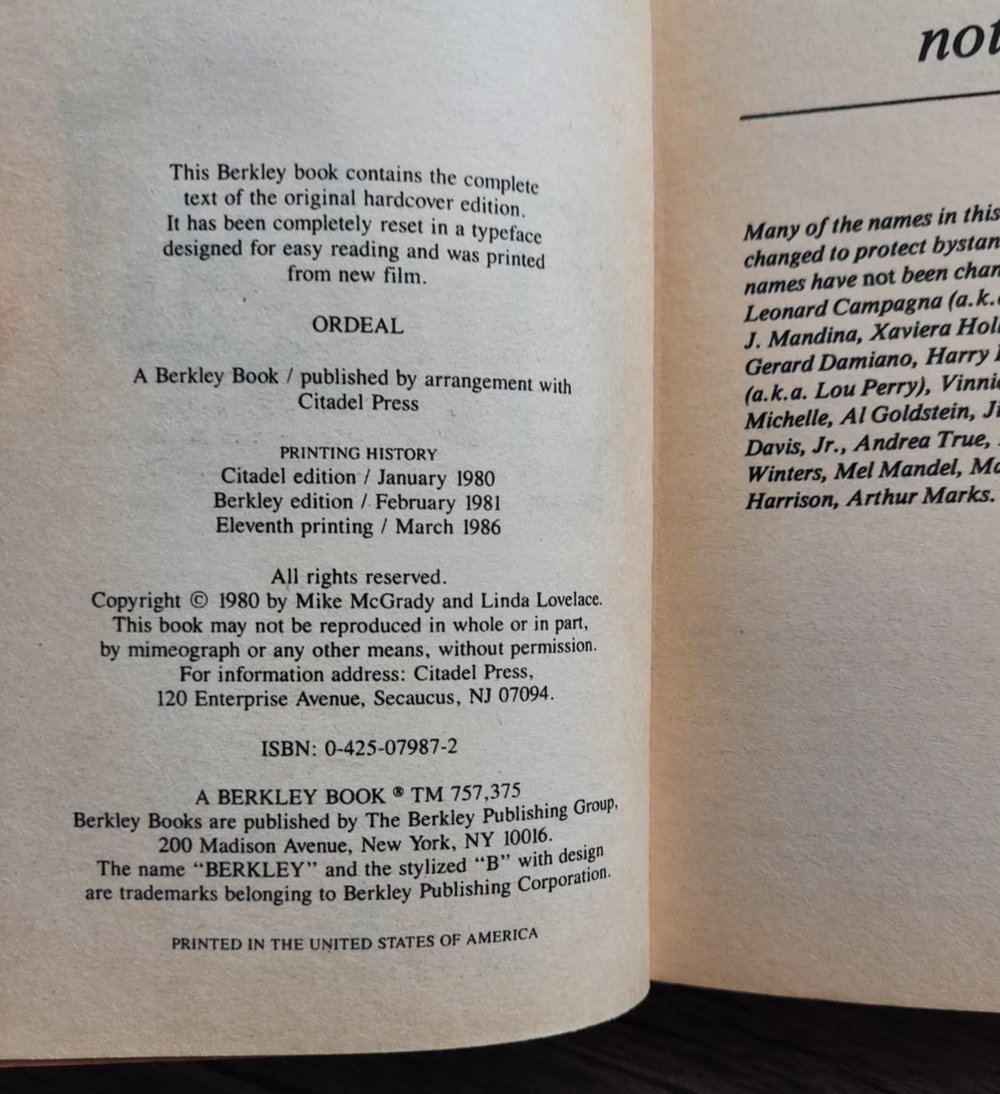 This Berkley book contains the complete
text of the original hardcover edition.
It has been completely reset in a typeface
designed for easy reading and was printed
from new film.
ORDEAL
A Berkley Book / published by arrangement with
Citadel Press
PRINTING HISTORY
Citadel edition / January 1980
Berkley edition / February 1981
Eleventh printing / March 1986
All rights reserved.
Copyright © 1980 by Mike McGrady and Linda Lovelace.
This book may not be reproduced in whole or in part,
by mimeograph or any other means, without permission.
For information address: Citadel Press,
120 Enterprise Avenue, Secaucus, NJ 07094.
ISBN: 0-425-07987-2
A BERKLEY BOOK ® TM 757,375
Berkley Books are published by The Berkley Publishing Group,
200 Madison Avenue, New York, NY 10016.
The name “BERKLEY” and the stylized “B” with design
are trademarks belonging to Berkley Publishing Corporation.
PRINTED IN THE UNITED STATES OF AMERICA
Many of the names in this
changed to protect
names have not been
Leonard Campagna
J. Mandina, Xaviera
Gerard Damiano, Harry
(a.k.a. Lou Perry),
Michelle, Al Goldstein,
Davis, Jr., Andrea True,
Winters, Mel Mandel,
Harrison, Arthur Marks.